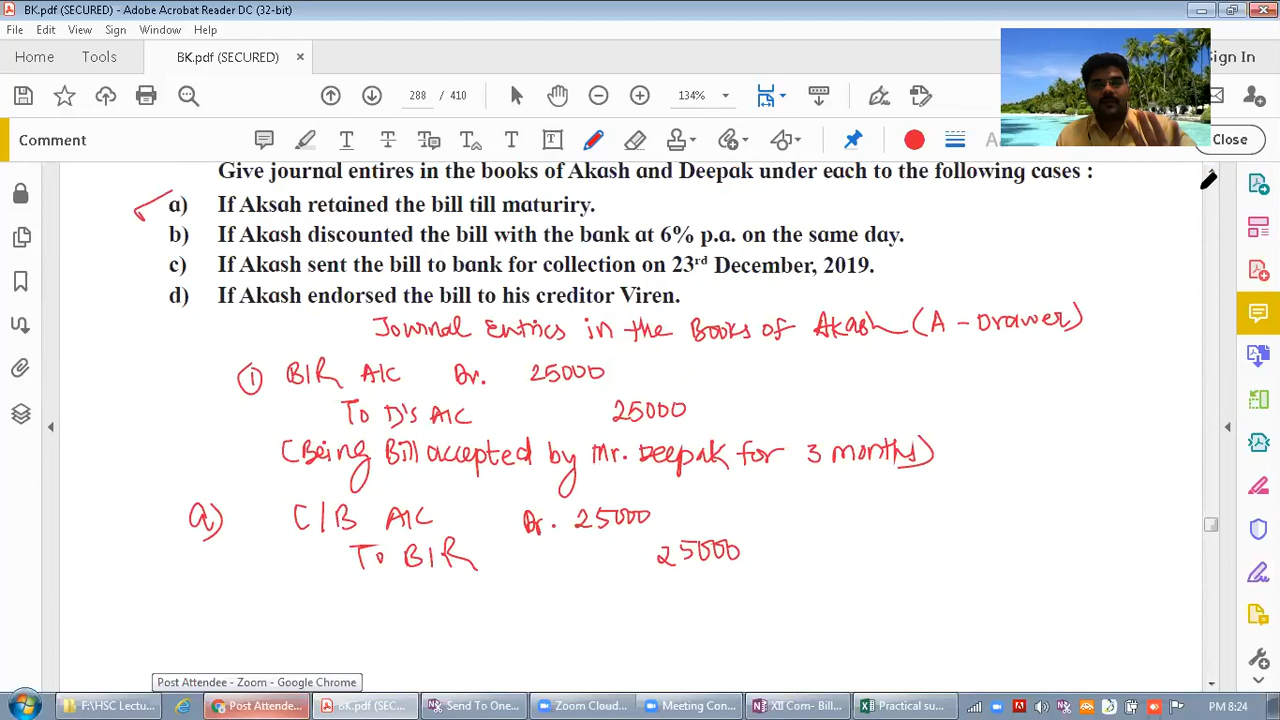 BK.pdf (SECURED) - Adobe Acrobat Reader DC (32-bit)
File Edit View Sign Window Help
Home Tools BK.pdf (SECURED) × Sign In
288 / 410 134%
Comment Close
Give journal entires in the books of Akash and Deepak under each to the following cases :
a) If Aksah retained the bill till maturiry.
b) If Akash discounted the bill with the bank at 6% p.a. on the same day.
c) If Akash sent the bill to bank for collection on 23rd December, 2019.
d) If Akash endorsed the bill to his creditor Viren.
Journal Entries in the Books of Akash (A - Drawer)
① B/R A/C Dr. 25000
To D's A/C 25000
(Being Bill accepted by Mr. Deepak for 3 months)
a) C/B A/C Dr. 25000
To B/R 25000
Post Attendee - Zoom - Google Chrome
F:\HSC Lectu... Post Attende... BK.pdf (SEC... Send To One... Zoom Cloud... Meeting Con... XII Com- Bill... Practical su... PM 8:24